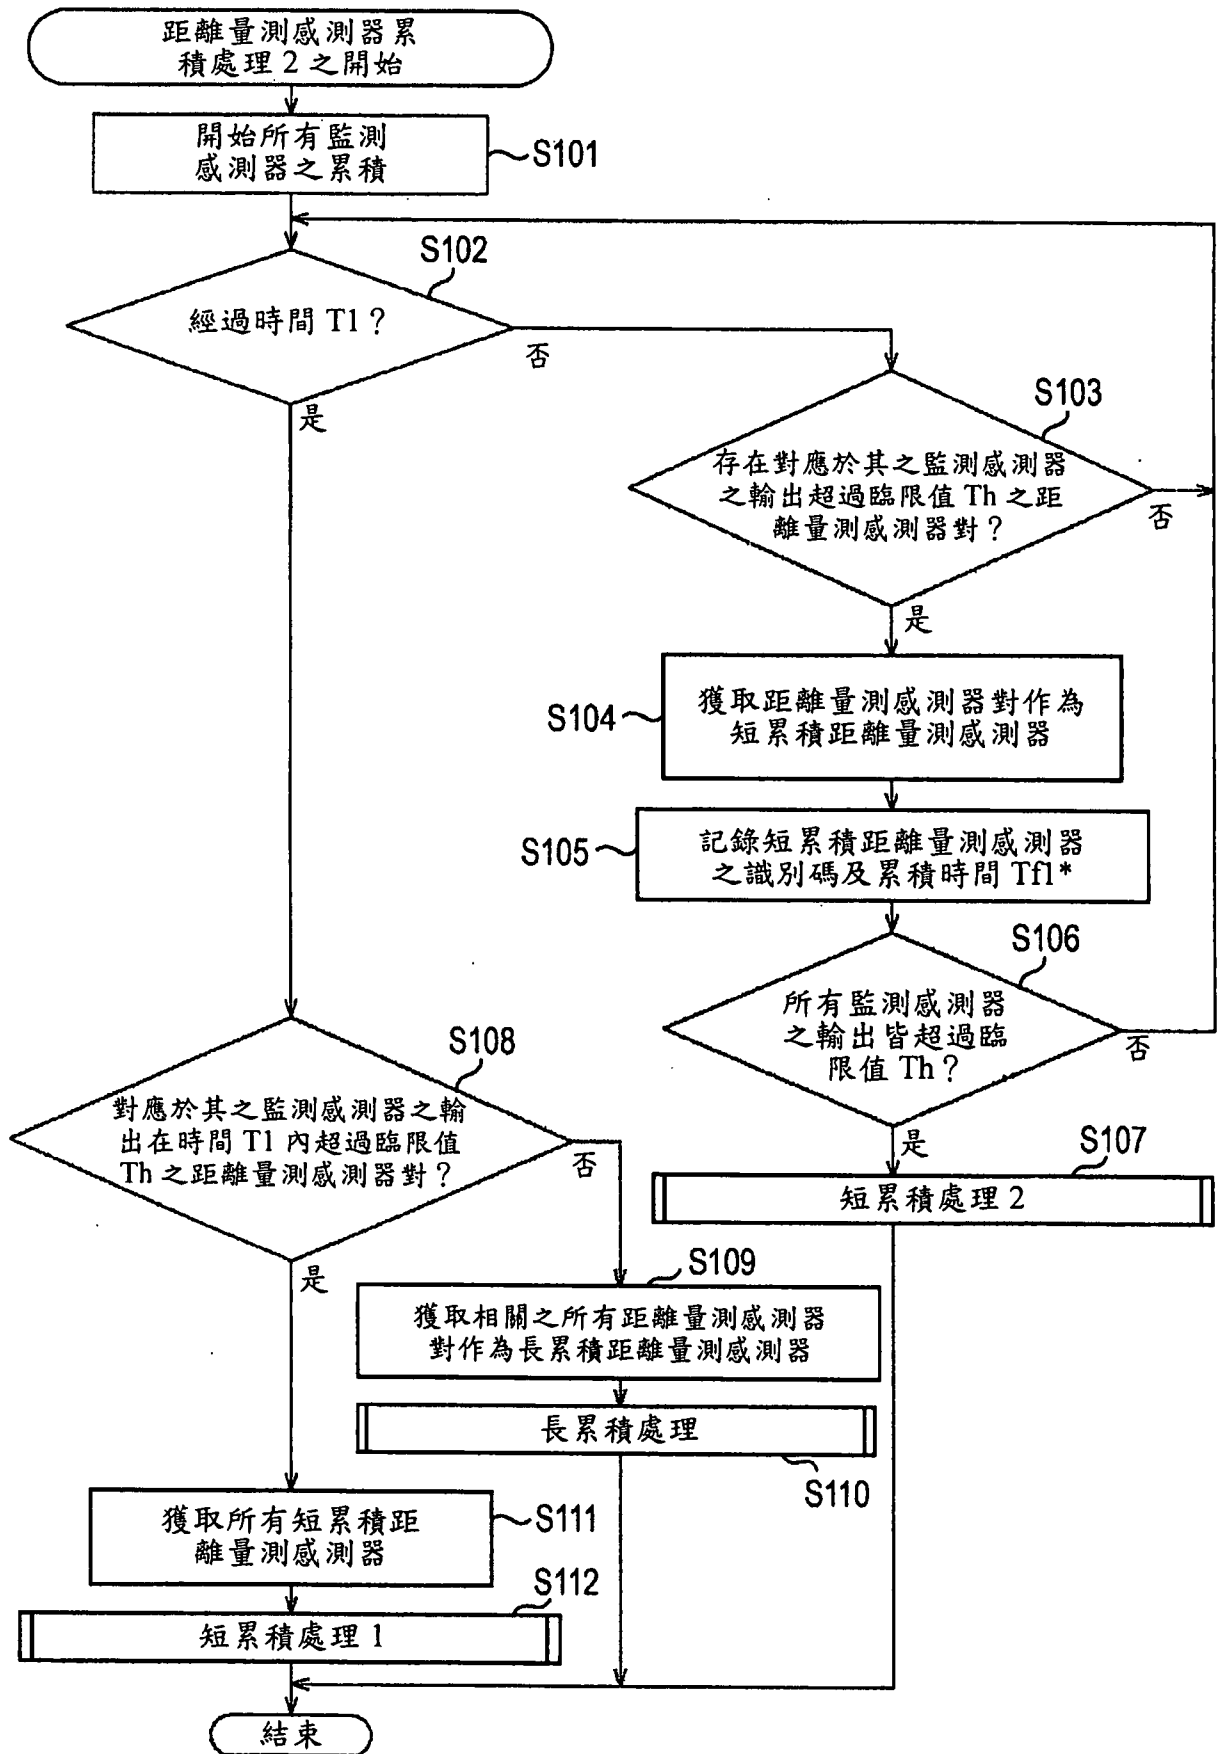 距離量測感測器累
積處理 2 之開始
開始所有監測
感測器之累積
S101
S102
經過時間 T1？
否
是
S103
存在對應於其之監測感測器
之輸出超過臨限值 Th 之距
離量測感測器對？
否
是
S104
獲取距離量測感測器對作為
短累積距離量測感測器
S105
記錄短累積距離量測感測器
之識別碼及累積時間 Tf1*
S106
所有監測感測器
之輸出皆超過臨
限值 Th？
否
是
S107
短累積處理 2
S108
對應於其之監測感測器之輸
出在時間 T1 內超過臨限值
Th 之距離量測感測器對？
否
是
S109
獲取相關之所有距離量測感測器
對作為長累積距離量測感測器
長累積處理
S110
獲取所有短累積距
離量測感測器
S111
S112
短累積處理 1
結束